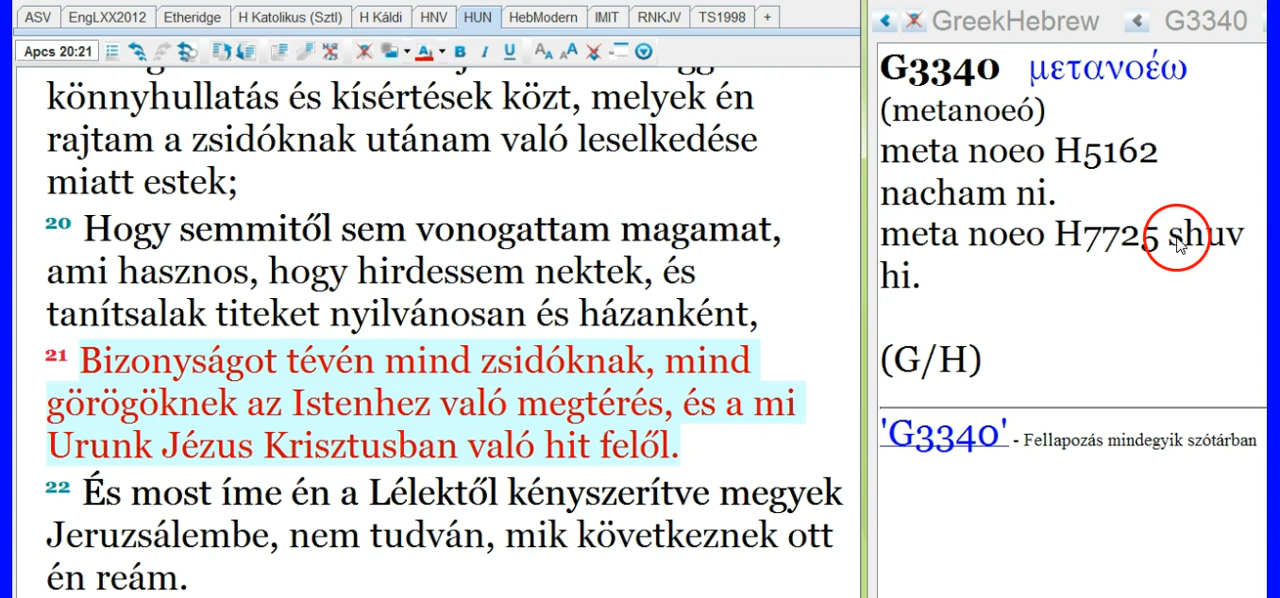 ASV EngLXX2012 Etheridge H Katolikus (Sztl) H Káldi HNV HUN HebModern IMIT RNKJV TS1998 +
Apcs 20:21
könnyhullatás és kísértések közt, melyek én
rajtam a zsidóknak utánam való leselkedése
miatt estek;
20 Hogy semmitől sem vonogattam magamat,
ami hasznos, hogy hirdessem nektek, és
tanítsalak titeket nyilvánosan és házanként,
21 Bizonyságot tévén mind zsidóknak, mind
görögöknek az Istenhez való megtérés, és a mi
Urunk Jézus Krisztusban való hit felől.
22 És most íme én a Lélektől kényszerítve megyek
Jeruzsálembe, nem tudván, mik következnek ott
én reám.
GreekHebrew G3340
G3340 μετανοέω
(metanoeó)
meta noeo H5162
nacham ni.
meta noeo H7725 shuv
hi.
(G/H)
'G3340' - Fellapozás mindegyik szótárban